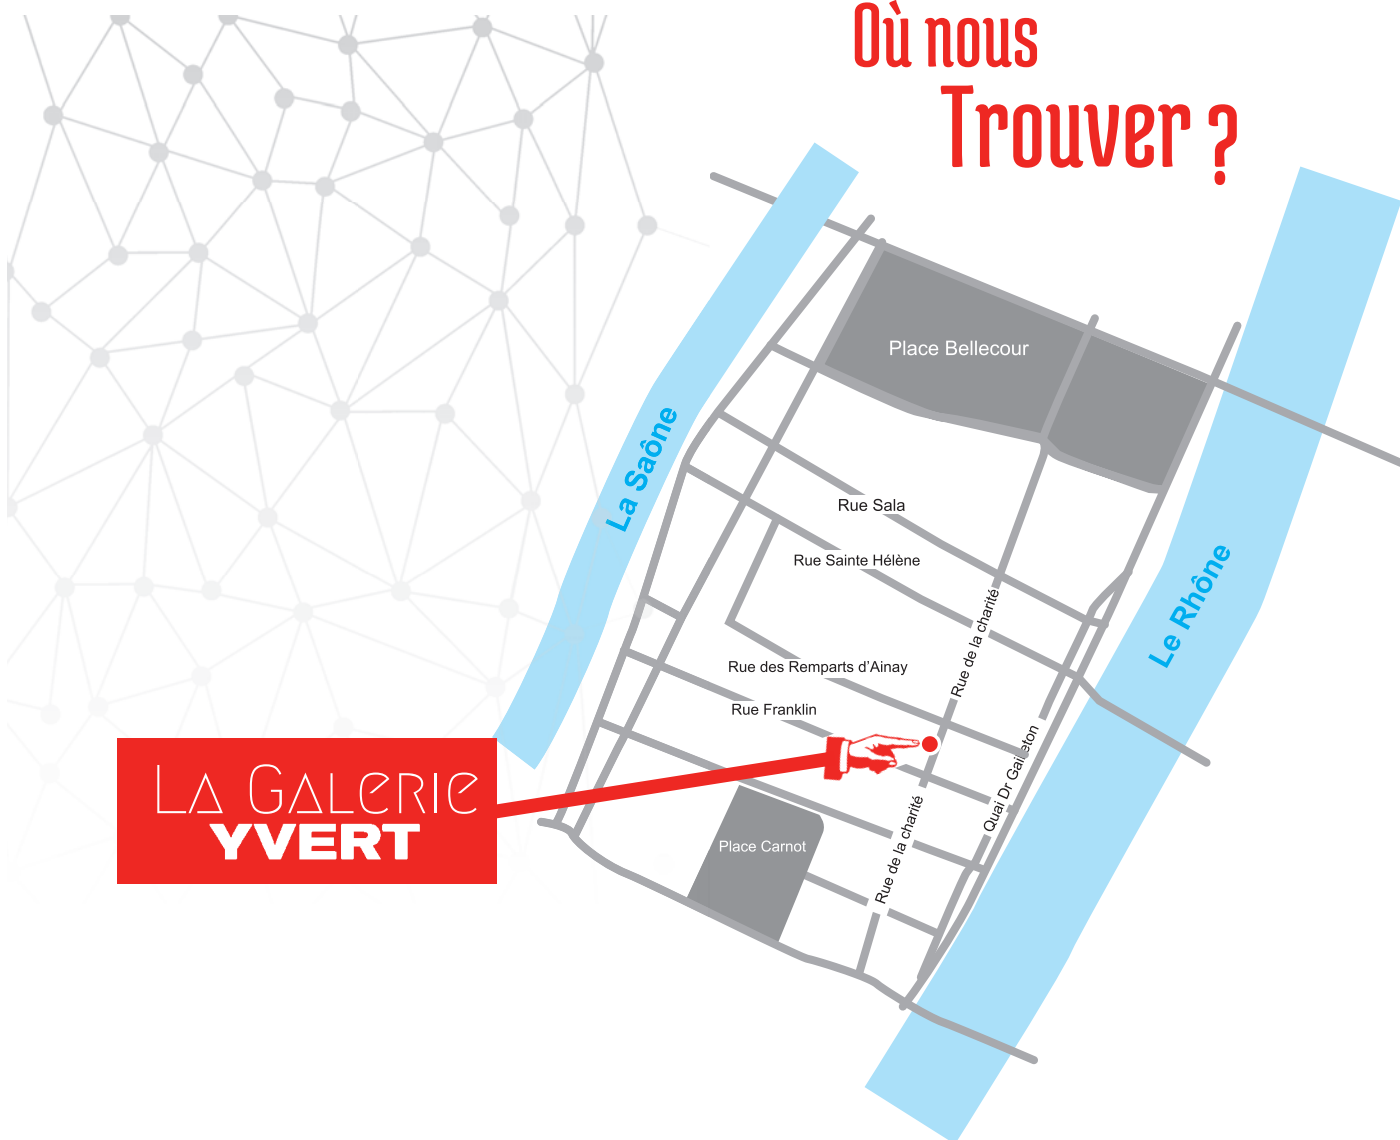 Où nous
Trouver ?
Place Bellecour
La Saône
Rue Sala
Rue Sainte Hélène
Le Rhône
Rue de la charité
Rue des Remparts d'Ainay
Rue Franklin
Quai Dr Gailleton
LA GALERIE
YVERT
Rue de la charité
Place Carnot